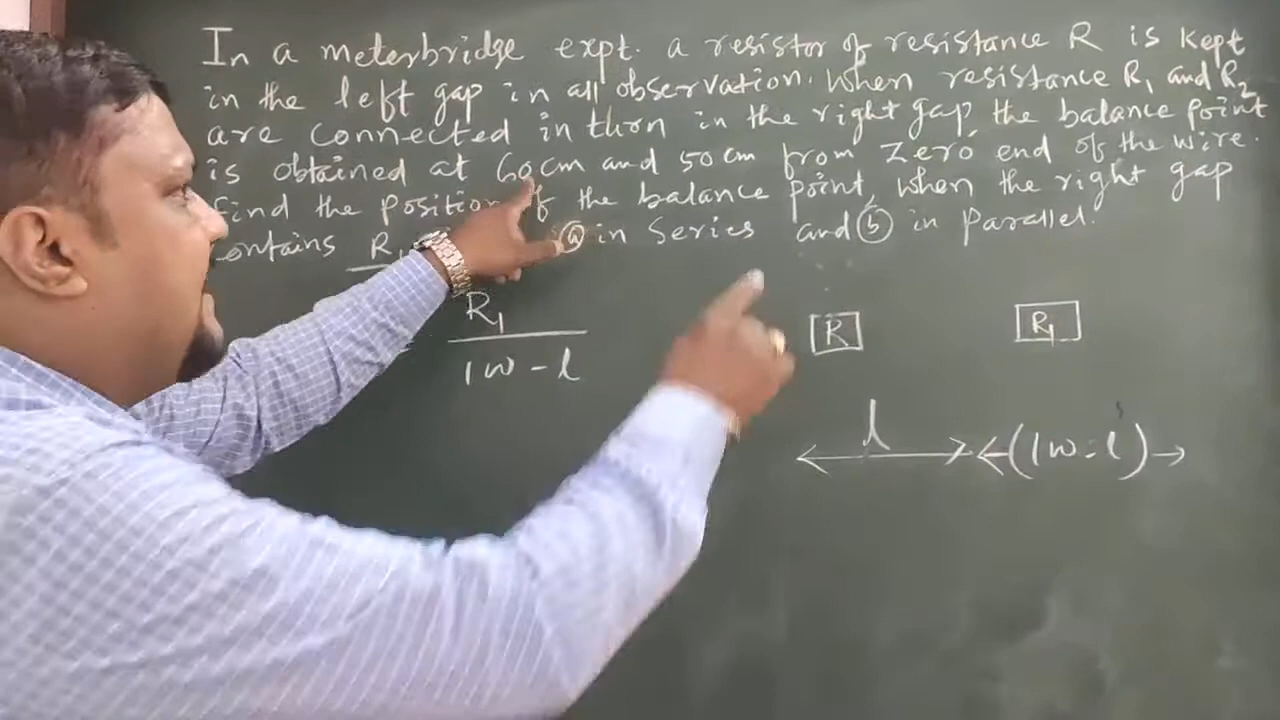 In a meterbridge expt. a resistor of resistance R is kept
in the left gap in all observation. When resistance R1 and R2
are connected in thrn in the right gap, the balance point
is obtained at 60cm and 50cm from Zero end of the wire.
find the position of the balance point, when the right gap
ontains R1 (a) in Series and (b) in parallel.
R1
100 - l
R R1
l (100 - l)